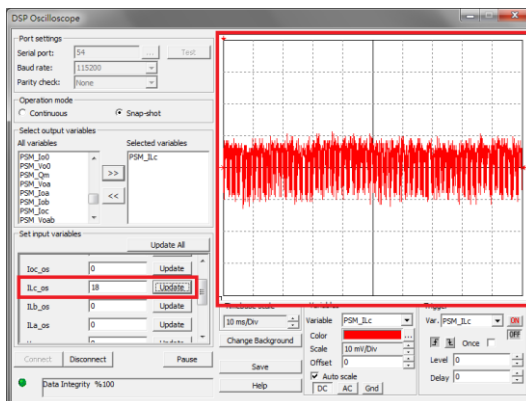 DSP Oscilloscope
Port settings
Serial port: 54 ... Test
Baud rate: 115200
Parity check: None
Operation mode
Continuous Snap-shot
Select output variables
All variables Selected variables
PSM_Io0 PSM_ILc
PSM_Vo0
PSM_Qm
PSM_Voa
PSM_Ioa
PSM_Iob
PSM_Ioc
PSM_Voab
>>
<<
Set input variables
Update All
Ioc_os 0 Update
ILc_os 18 Update
ILb_os 0 Update
ILa_os 0 Update
Connect Disconnect Pause
Data Integrity %100
Timebase scale
10 ms/Div
Change Background
Save
Help
Variables
Variable PSM_ILc
Color ...
Scale 10 mV/Div
Offset 0
Auto scale
DC AC Gnd
Trigger
Var. PSM_ILc ON
OFF
Once
Level 0
Delay 0